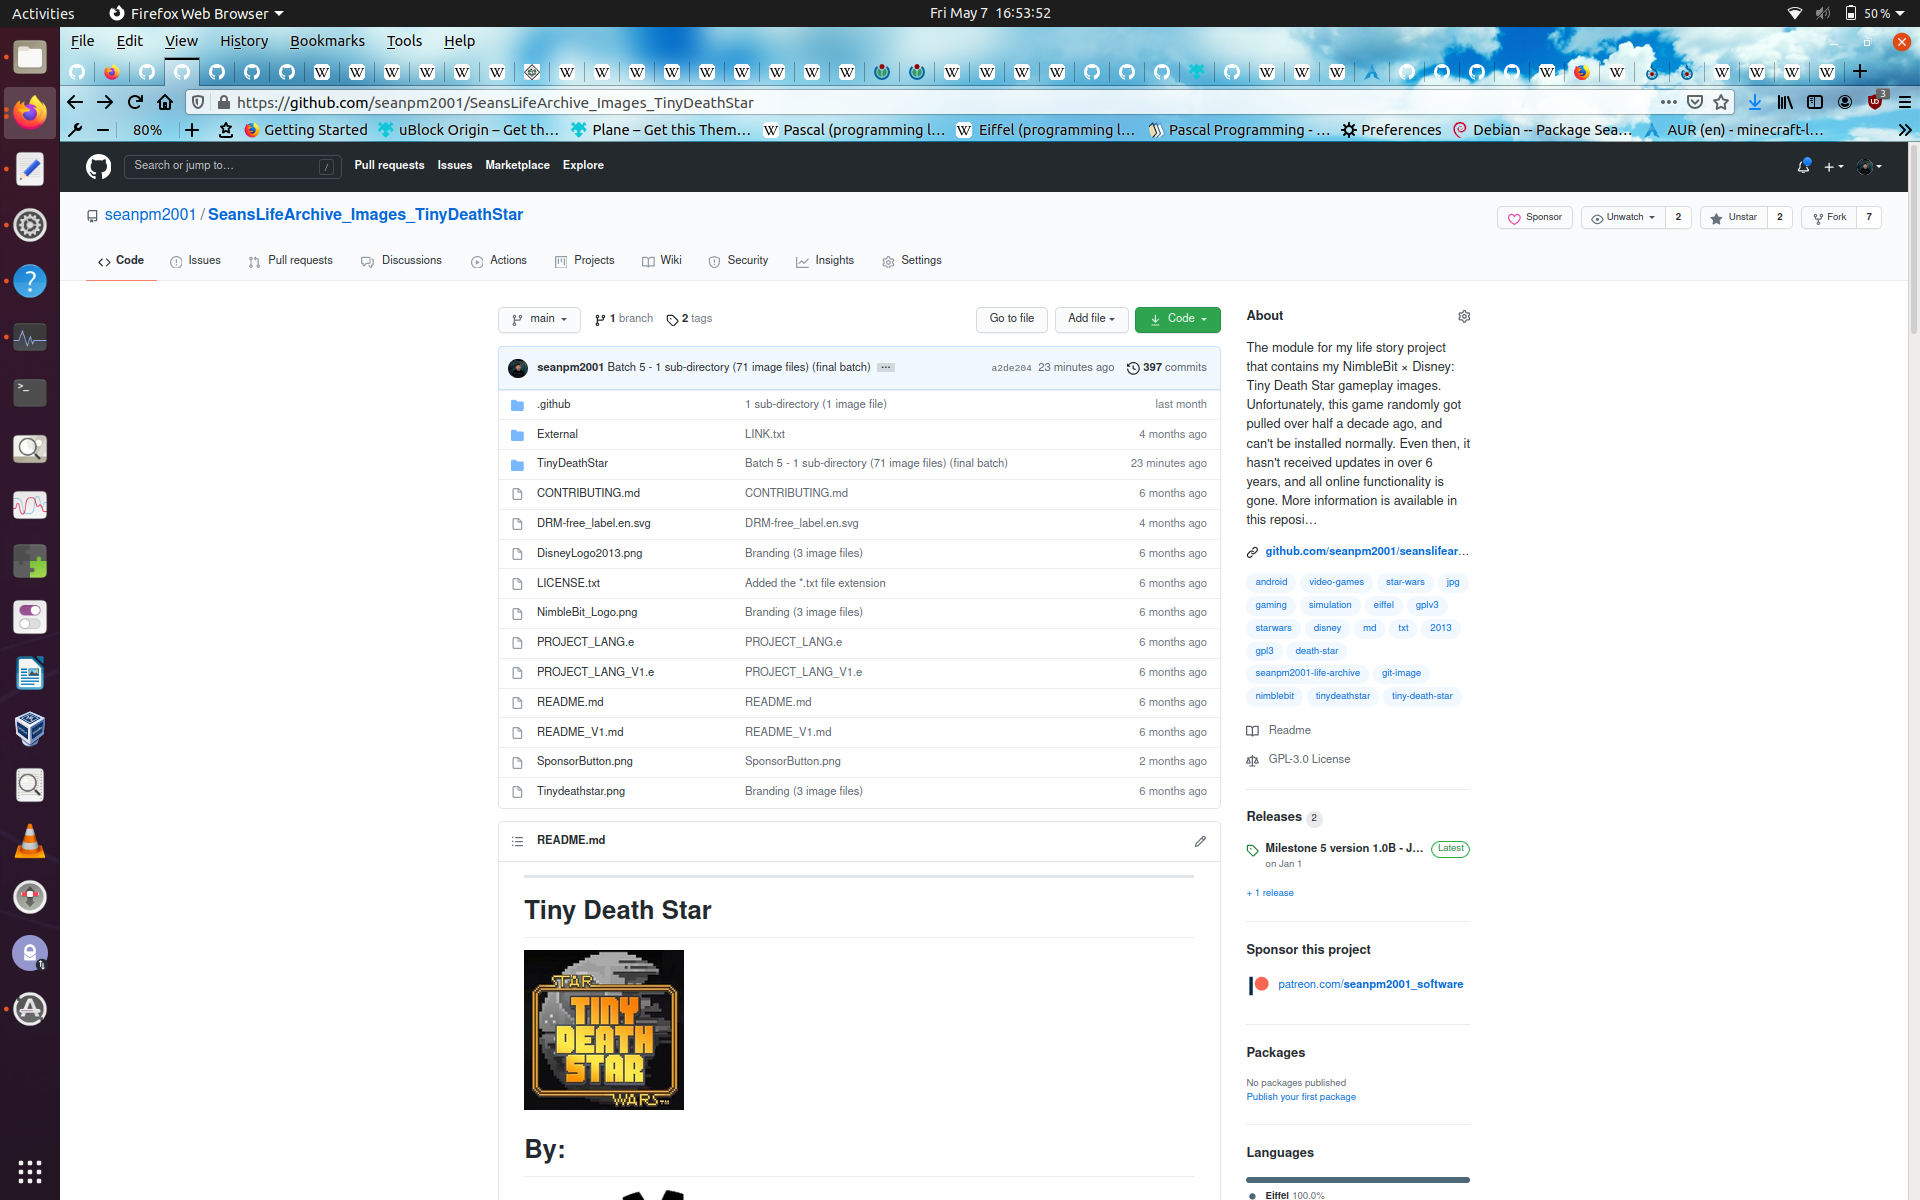 Activities
Firefox Web Browser
Fri May 7 16:53:52
50 %
File Edit View History Bookmarks Tools Help
https://github.com/seanpm2001/SeansLifeArchive_Images_TinyDeathStar
3
80%
Getting Started
uBlock Origin – Get th…
Plane – Get this Them…
Pascal (programming l…
Eiffel (programming l…
Pascal Programming - …
Preferences
Debian -- Package Sea…
AUR (en) - minecraft-l…
Search or jump to…
/
Pull requests
Issues
Marketplace
Explore
seanpm2001 / SeansLifeArchive_Images_TinyDeathStar
Sponsor
Unwatch 2
Unstar 2
Fork 7
Code
Issues
Pull requests
Discussions
Actions
Projects
Wiki
Security
Insights
Settings
main
1 branch
2 tags
Go to file
Add file
Code
seanpm2001 Batch 5 - 1 sub-directory (71 image files) (final batch) a2de204 23 minutes ago 397 commits
.github 1 sub-directory (1 image file) last month
External LINK.txt 4 months ago
TinyDeathStar Batch 5 - 1 sub-directory (71 image files) (final batch) 23 minutes ago
CONTRIBUTING.md CONTRIBUTING.md 6 months ago
DRM-free_label.en.svg DRM-free_label.en.svg 4 months ago
DisneyLogo2013.png Branding (3 image files) 6 months ago
LICENSE.txt Added the *.txt file extension 6 months ago
NimbleBit_Logo.png Branding (3 image files) 6 months ago
PROJECT_LANG.e PROJECT_LANG.e 6 months ago
PROJECT_LANG_V1.e PROJECT_LANG_V1.e 6 months ago
README.md README.md 6 months ago
README_V1.md README_V1.md 6 months ago
SponsorButton.png SponsorButton.png 2 months ago
Tinydeathstar.png Branding (3 image files) 6 months ago
README.md
Tiny Death Star
STAR
TINY
DEATH
STAR
WARS™
By:
About
The module for my life story project
that contains my NimbleBit × Disney:
Tiny Death Star gameplay images.
Unfortunately, this game randomly got
pulled over half a decade ago, and
can't be installed normally. Even then, it
hasn't received updates in over 6
years, and all online functionality is
gone. More information is available in
this reposi…
github.com/seanpm2001/seanslifear…
android video-games star-wars jpg
gaming simulation eiffel gplv3
starwars disney md txt 2013
gpl3 death-star
seanpm2001-life-archive git-image
nimblebit tinydeathstar tiny-death-star
Readme
GPL-3.0 License
Releases 2
Milestone 5 version 1.0B - J… Latest
on Jan 1
+ 1 release
Sponsor this project
patreon.com/seanpm2001_software
Packages
No packages published
Publish your first package
Languages
Eiffel 100.0%